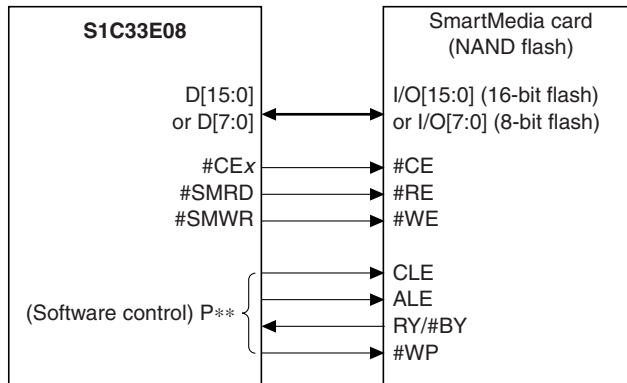 S1C33E08
SmartMedia card
(NAND flash)
D[15:0]
or D[7:0]
I/O[15:0] (16-bit flash)
or I/O[7:0] (8-bit flash)
#CEx
#CE
#SMRD
#RE
#SMWR
#WE
(Software control) P**
CLE
ALE
RY/#BY
#WP